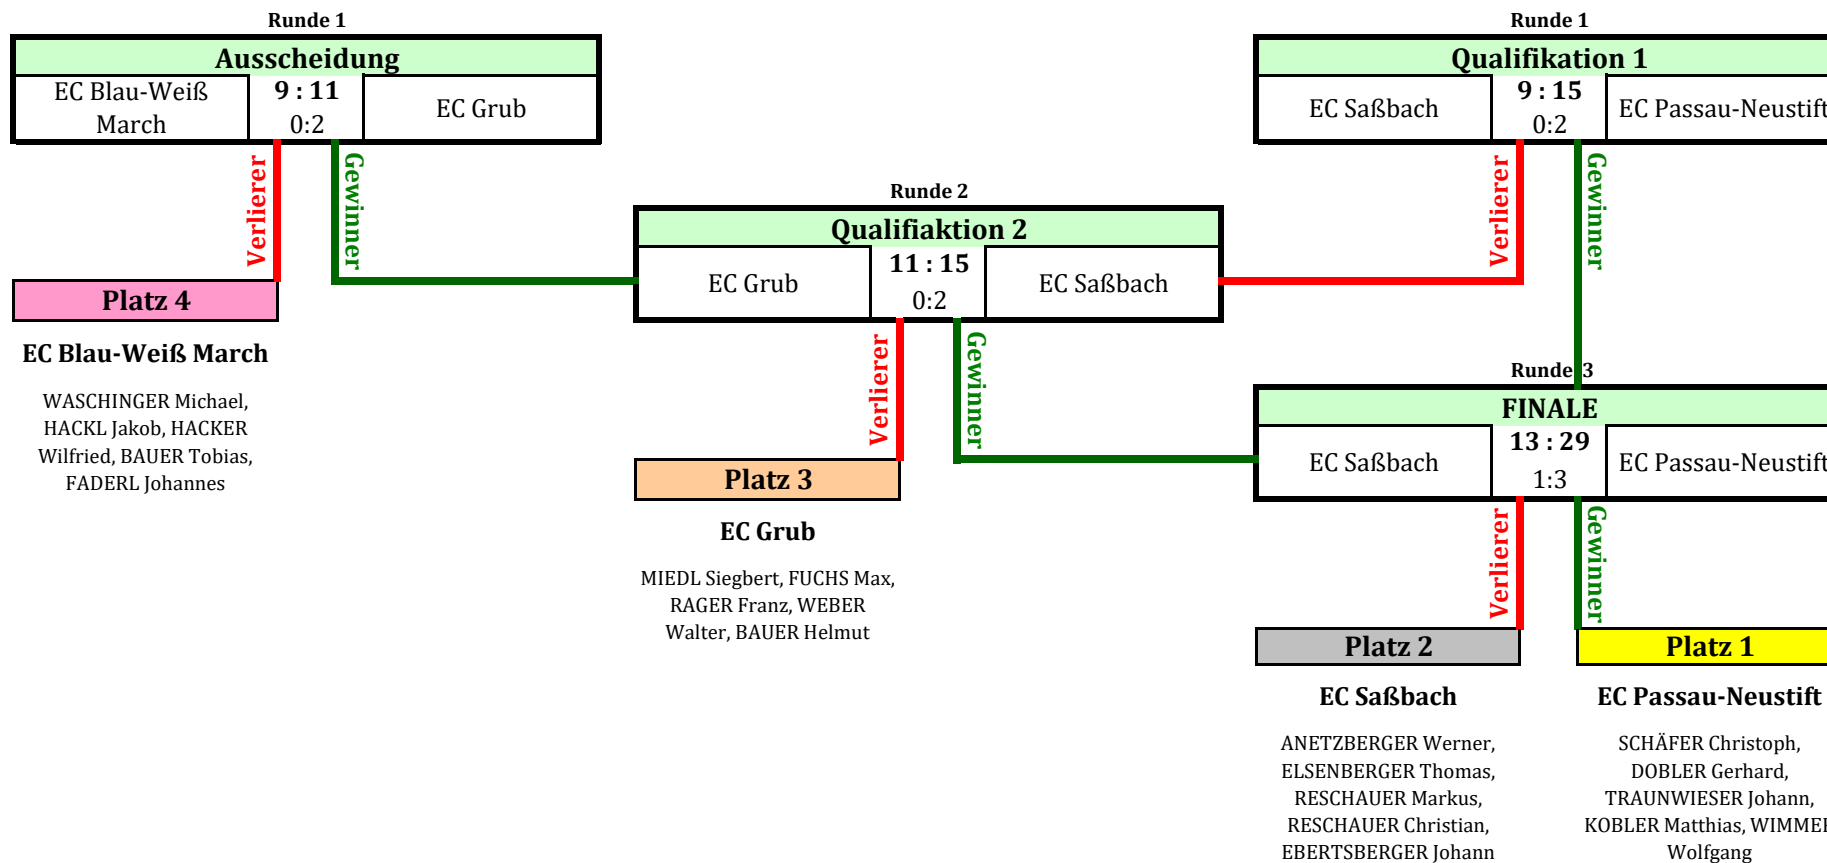 Runde 1
Ausscheidung
EC Blau-Weiß
March
9 : 11
0:2
EC Grub
Verlierer
Gewinner
Runde 1
Qualifikation 1
EC Saßbach
9 : 15
0:2
EC Passau-Neustift
Verlierer
Gewinner
Runde 2
Qualifiaktion 2
EC Grub
11 : 15
0:2
EC Saßbach
Verlierer
Gewinner
Platz 4
EC Blau-Weiß March
WASCHINGER Michael,
HACKL Jakob, HACKER
Wilfried, BAUER Tobias,
FADERL Johannes
Runde 3
FINALE
EC Saßbach
13 : 29
1:3
EC Passau-Neustift
Verlierer
Gewinner
Platz 3
EC Grub
MIEDL Siegbert, FUCHS Max,
RAGER Franz, WEBER
Walter, BAUER Helmut
Platz 2
EC Saßbach
ANETZBERGER Werner,
ELSENBERGER Thomas,
RESCHAUER Markus,
RESCHAUER Christian,
EBERTSBERGER Johann
Platz 1
EC Passau-Neustift
SCHÄFER Christoph,
DOBLER Gerhard,
TRAUNWIESER Johann,
KOBLER Matthias, WIMMER
Wolfgang